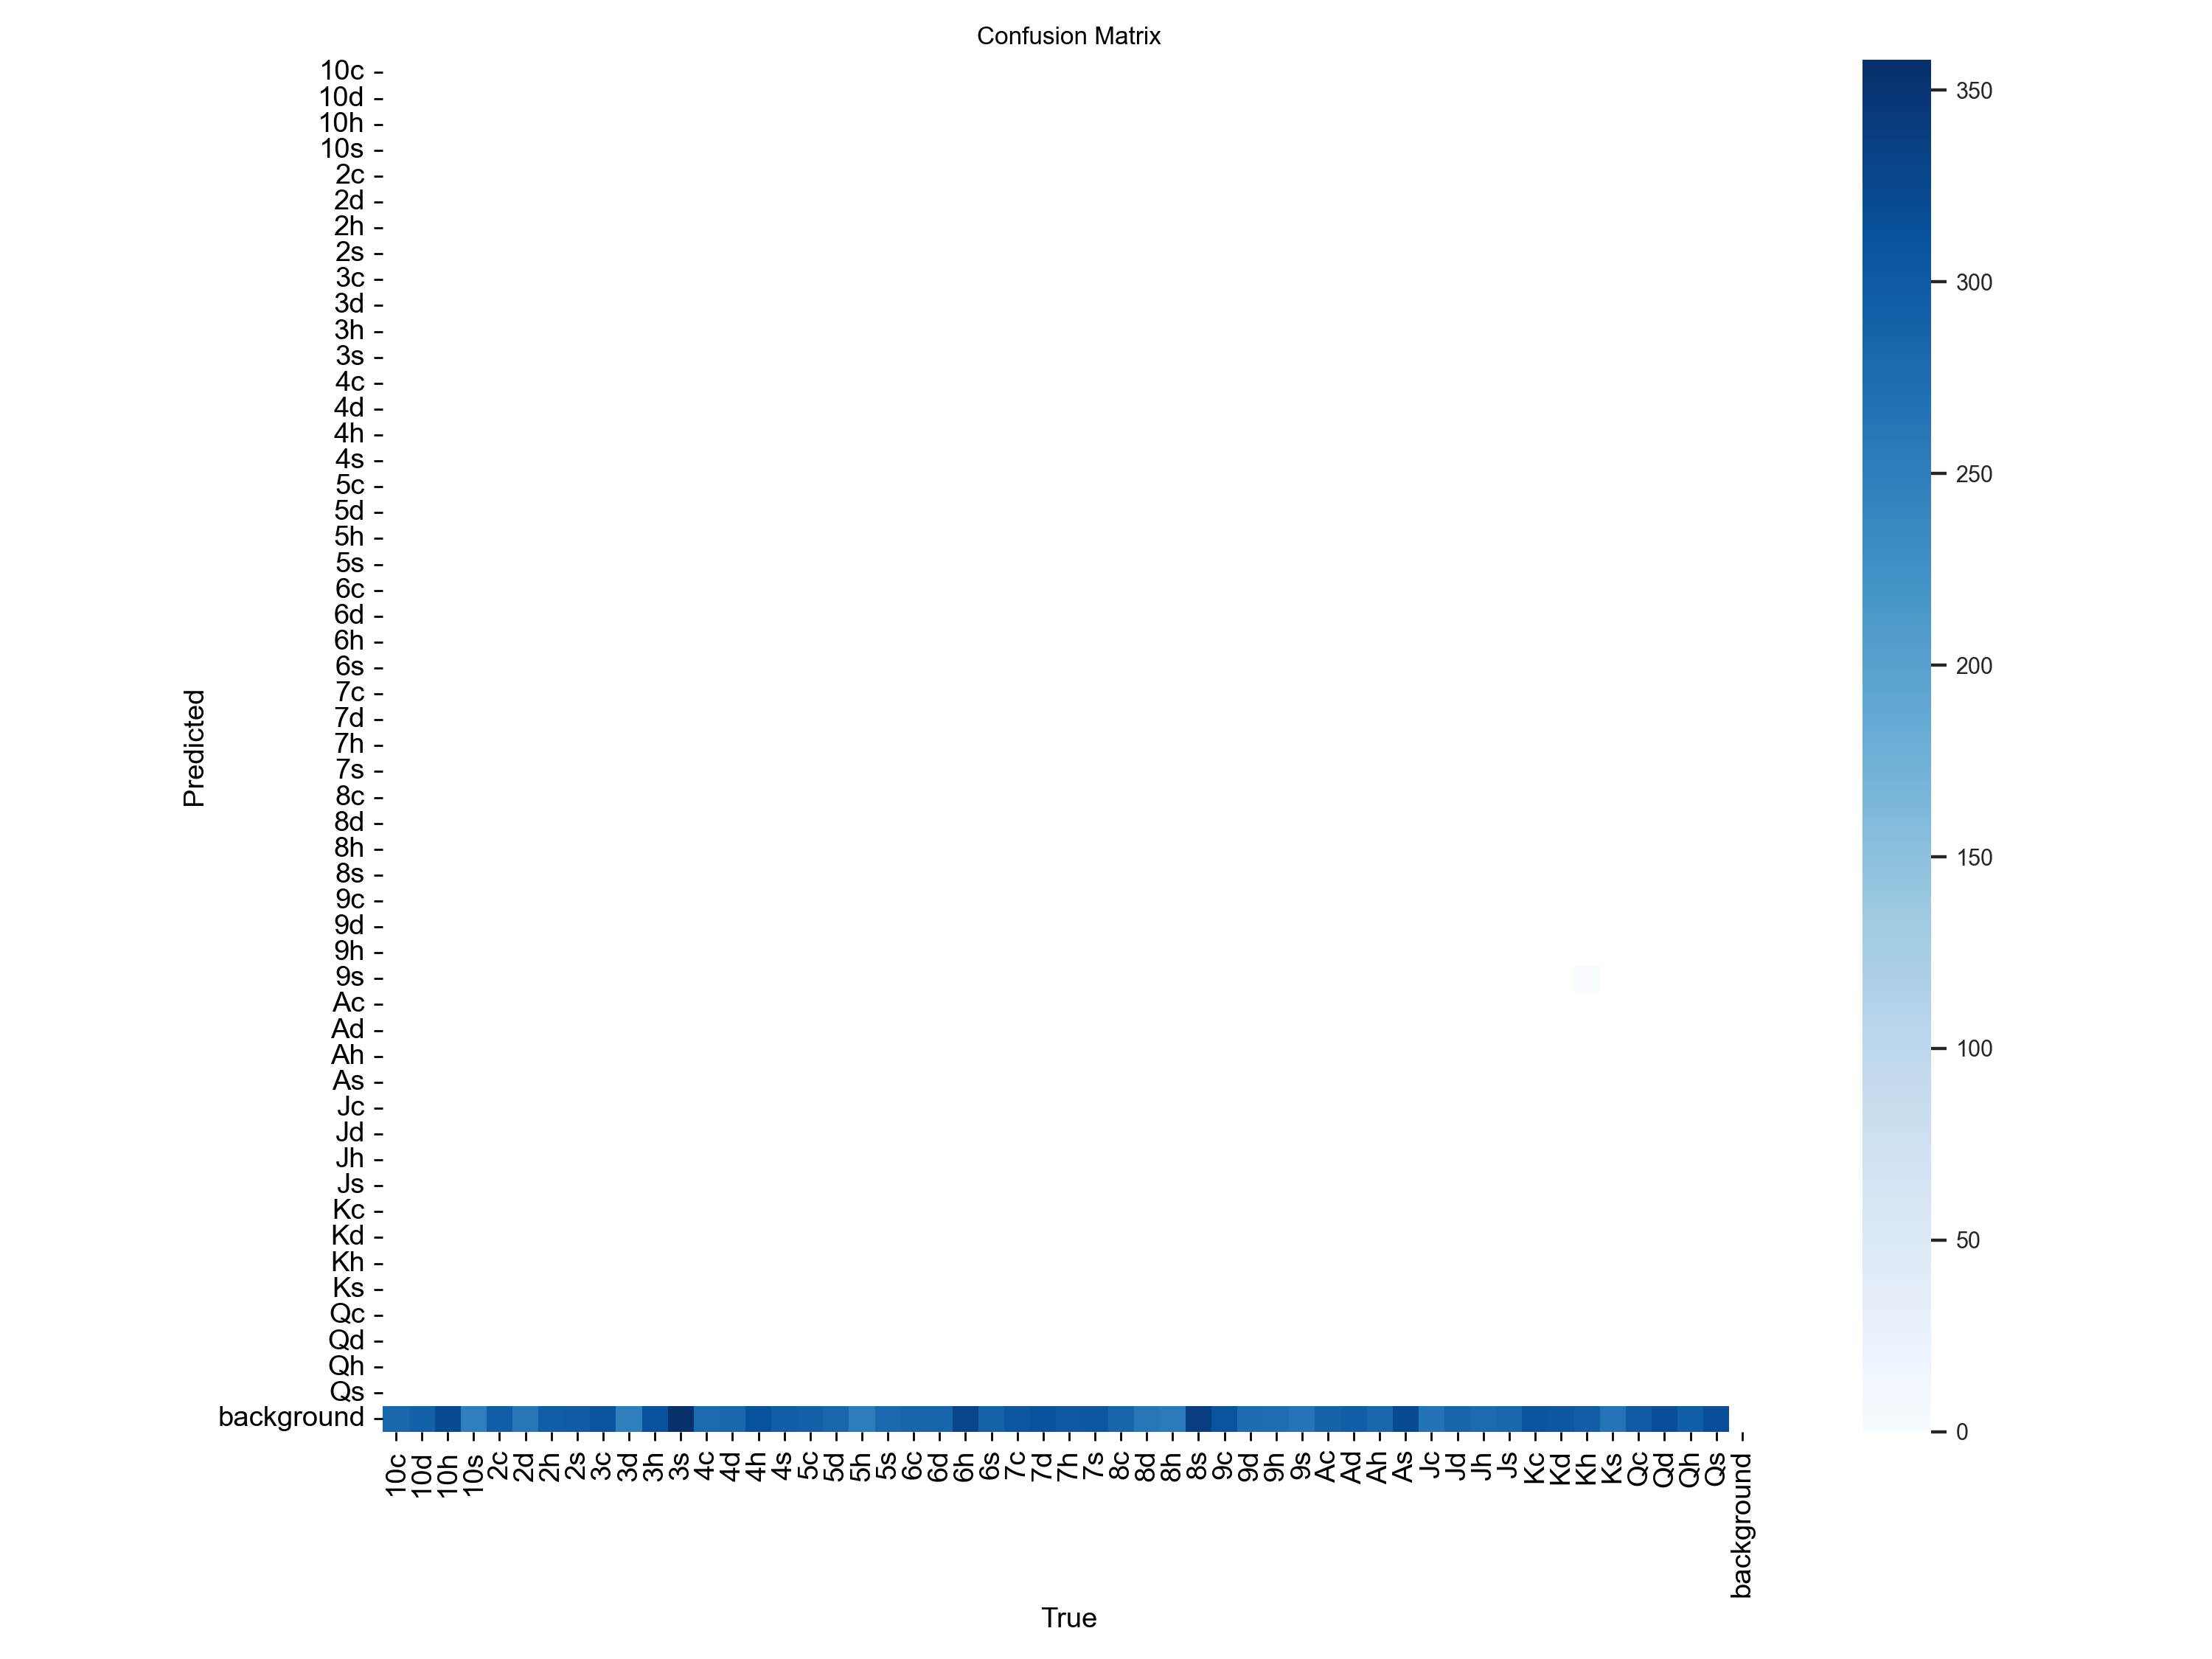 Confusion Matrix
10c
10d
10h
10s
2c
2d
2h
2s
3c
3d
3h
3s
4c
4d
4h
4s
5c
5d
5h
5s
6c
6d
6h
6s
7c
7d
7h
7s
8c
8d
8h
8s
9c
9d
9h
9s
Ac
Ad
Ah
As
Jc
Jd
Jh
Js
Kc
Kd
Kh
Ks
Qc
Qd
Qh
Qs
background
Predicted
10c 10d 10h 10s 2c 2d 2h 2s 3c 3d 3h 3s 4c 4d 4h 4s 5c 5d 5h 5s 6c 6d 6h 6s 7c 7d 7h 7s 8c 8d 8h 8s 9c 9d 9h 9s Ac Ad Ah As Jc Jd Jh Js Kc Kd Kh Ks Qc Qd Qh Qs background
True
350
300
250
200
150
100
50
0